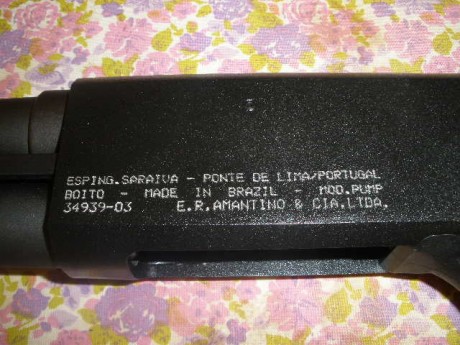 ESPING.SARAIVA - PONTE DE LIMA/PORTUGAL
BOITO - MADE IN BRAZIL - MOD.PUMP
34939-03 E.R.AMANTINO & CIA.LTDA.